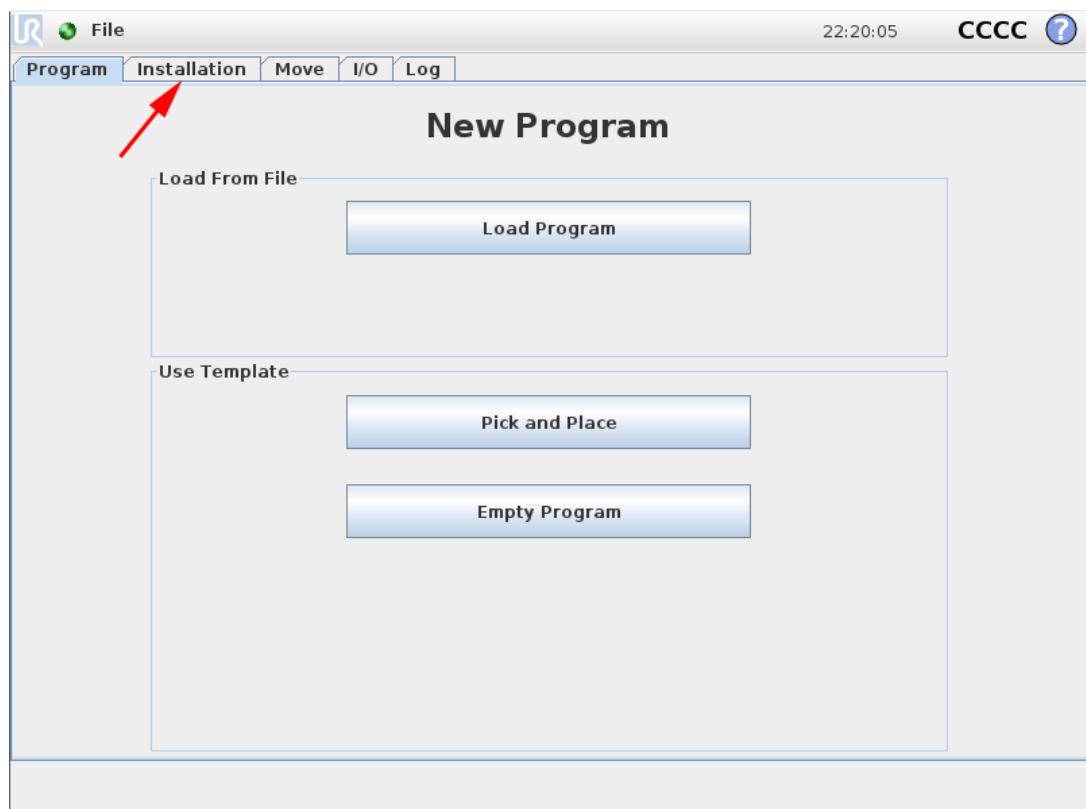 UR File 22:20:05 CCCC ?
Program Installation Move I/O Log
New Program
Load From File
Load Program
Use Template
Pick and Place
Empty Program